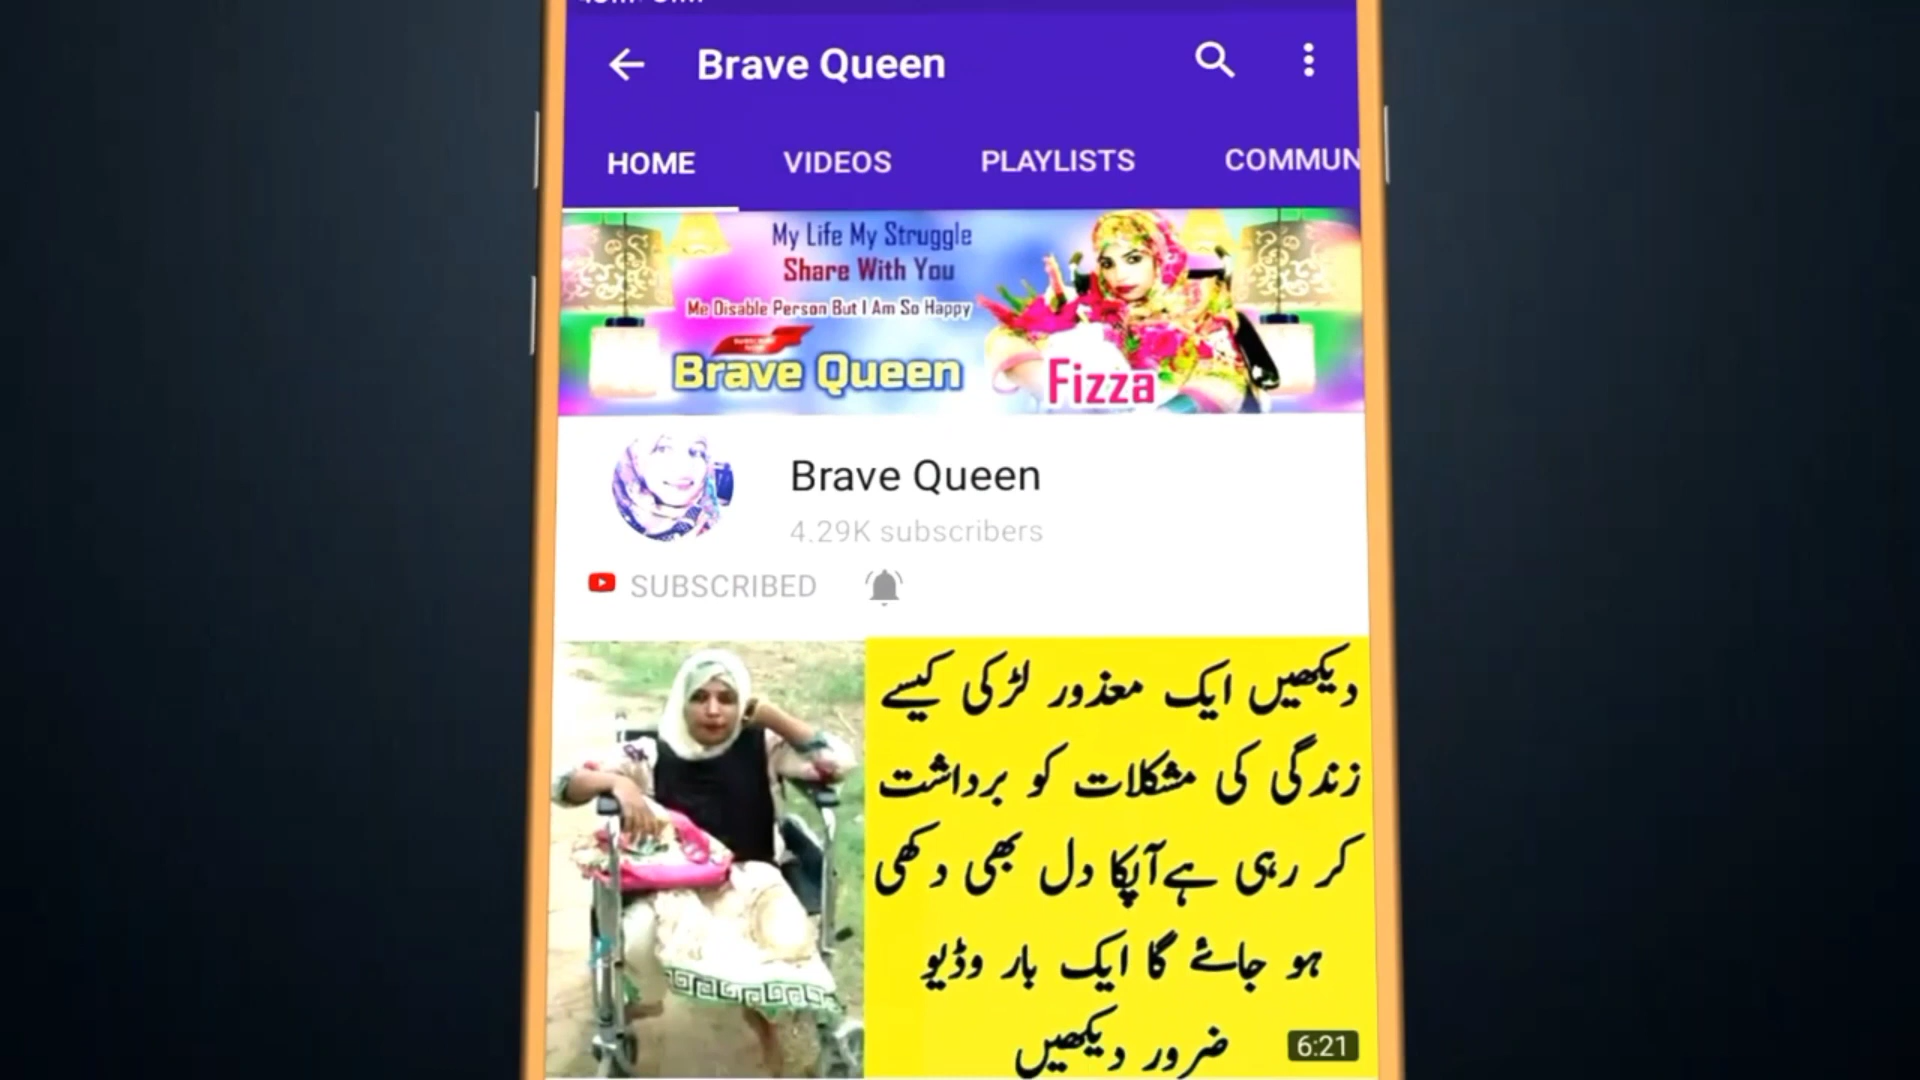 Brave Queen
HOME VIDEOS PLAYLISTS COMMUN
My Life My Struggle
Share With You
Me Disable Person But I Am So Happy
Brave Queen
Fizza
Brave Queen
4.29K subscribers
SUBSCRIBED
دیکھیں ایک معذور لڑکی کیسے
زندگی کی مشکلات کو برداشت
کر رہی ہے آپکا دل بھی دکھی
ہو جائے گا ایک بار وڈیو
ضرور دیکھیں
6:21